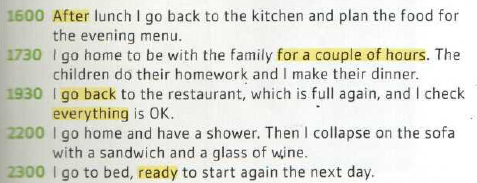 1600 After lunch I go back to the kitchen and plan the food for
the evening menu.
1730 I go home to be with the family for a couple of hours. The
children do their homework and I make their dinner.
1930 I go back to the restaurant, which is full again, and I check
everything is OK.
2200 I go home and have a shower. Then I collapse on the sofa
with a sandwich and a glass of wine.
2300 I go to bed, ready to start again the next day.